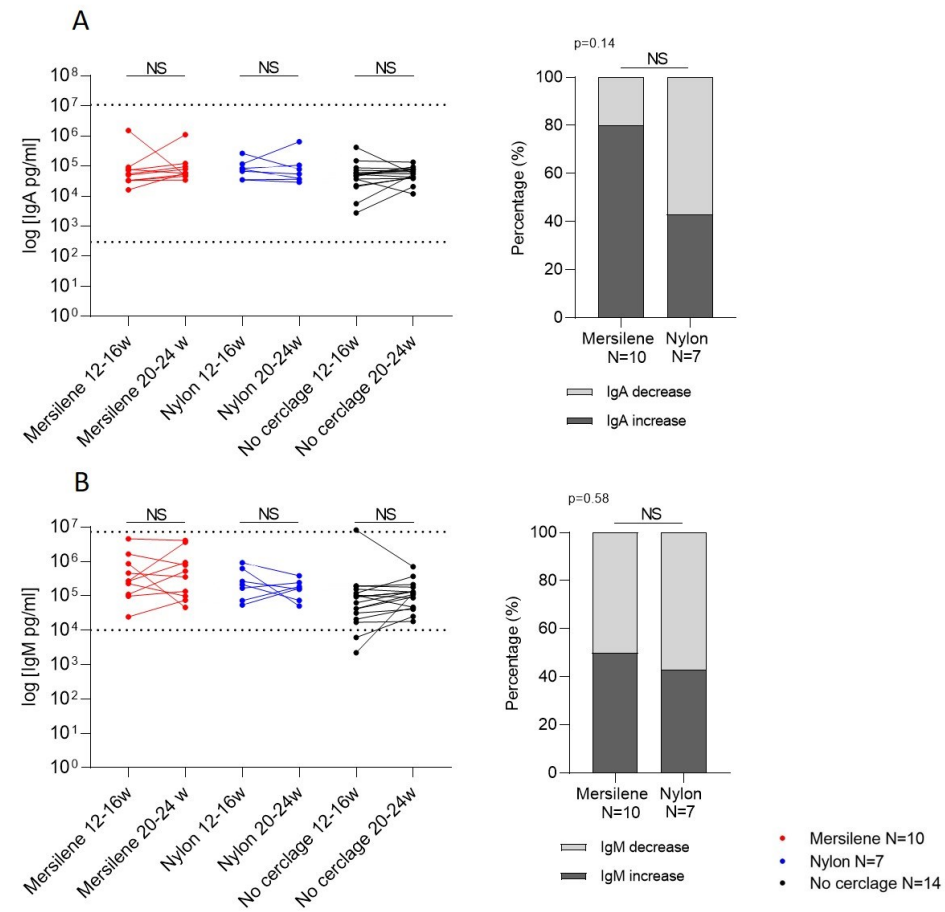 A
NS
NS
NS
10⁸
10⁷
10⁶
10⁵
10⁴
10³
10²
10¹
10⁰
log [IgA pg/ml]
Mersilene 12-16w
Mersilene 20-24 w
Nylon 12-16w
Nylon 20-24w
No cerclage 12-16w
No cerclage 20-24w
p=0.14
NS
100
80
60
40
20
0
Percentage (%)
Mersilene
N=10
Nylon
N=7
IgA decrease
IgA increase
B
NS
NS
NS
10⁷
10⁶
10⁵
10⁴
10³
10²
10¹
10⁰
log [IgM pg/ml]
Mersilene 12-16w
Mersilene 20-24 w
Nylon 12-16w
Nylon 20-24w
No cerclage 12-16w
No cerclage 20-24w
p=0.58
NS
100
80
60
40
20
0
Percentage (%)
Mersilene
N=10
Nylon
N=7
IgM decrease
IgM increase
Mersilene N=10
Nylon N=7
No cerclage N=14